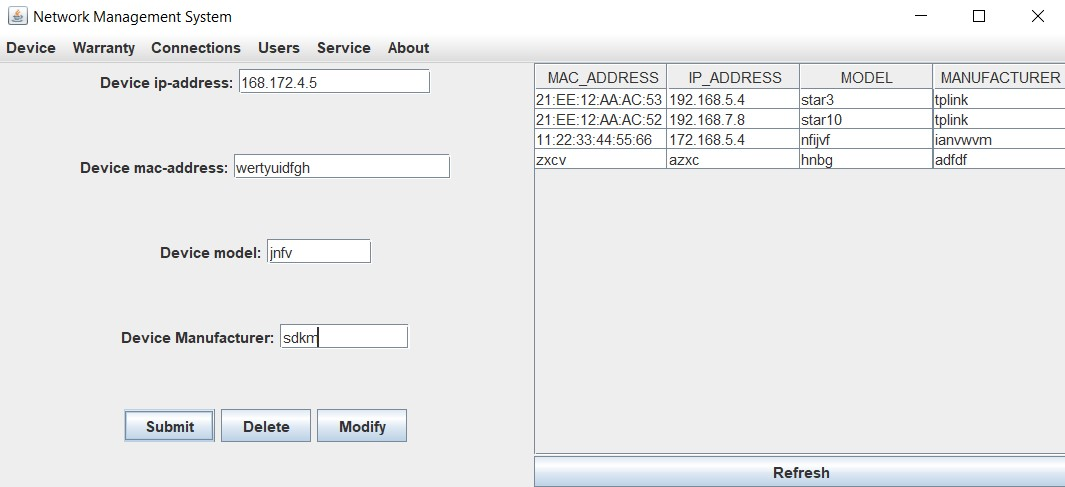 Network Management System
Device Warranty Connections Users Service About
Device ip-address: 168.172.4.5
Device mac-address: wertyuidfgh
Device model: jnfv
Device Manufacturer: sdkm
Submit Delete Modify
MAC_ADDRESS IP_ADDRESS MODEL MANUFACTURER
21:EE:12:AA:AC:53 192.168.5.4 star3 tplink
21:EE:12:AA:AC:52 192.168.7.8 star10 tplink
11:22:33:44:55:66 172.168.5.4 nfijvf ianvwvm
zxcv azxc hnbg adfdf
Refresh